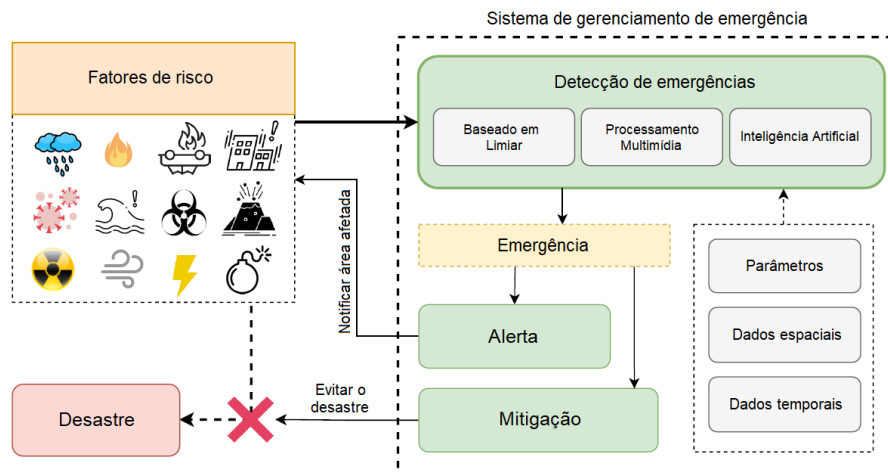 Sistema de gerenciamento de emergência
Fatores de risco
Detecção de emergências
Baseado em
Limiar
Processamento
Multimídia
Inteligência Artificial
Notificar área afetada
Emergência
Parâmetros
Alerta
Dados espaciais
Evitar o
desastre
Desastre
Mitigação
Dados temporais